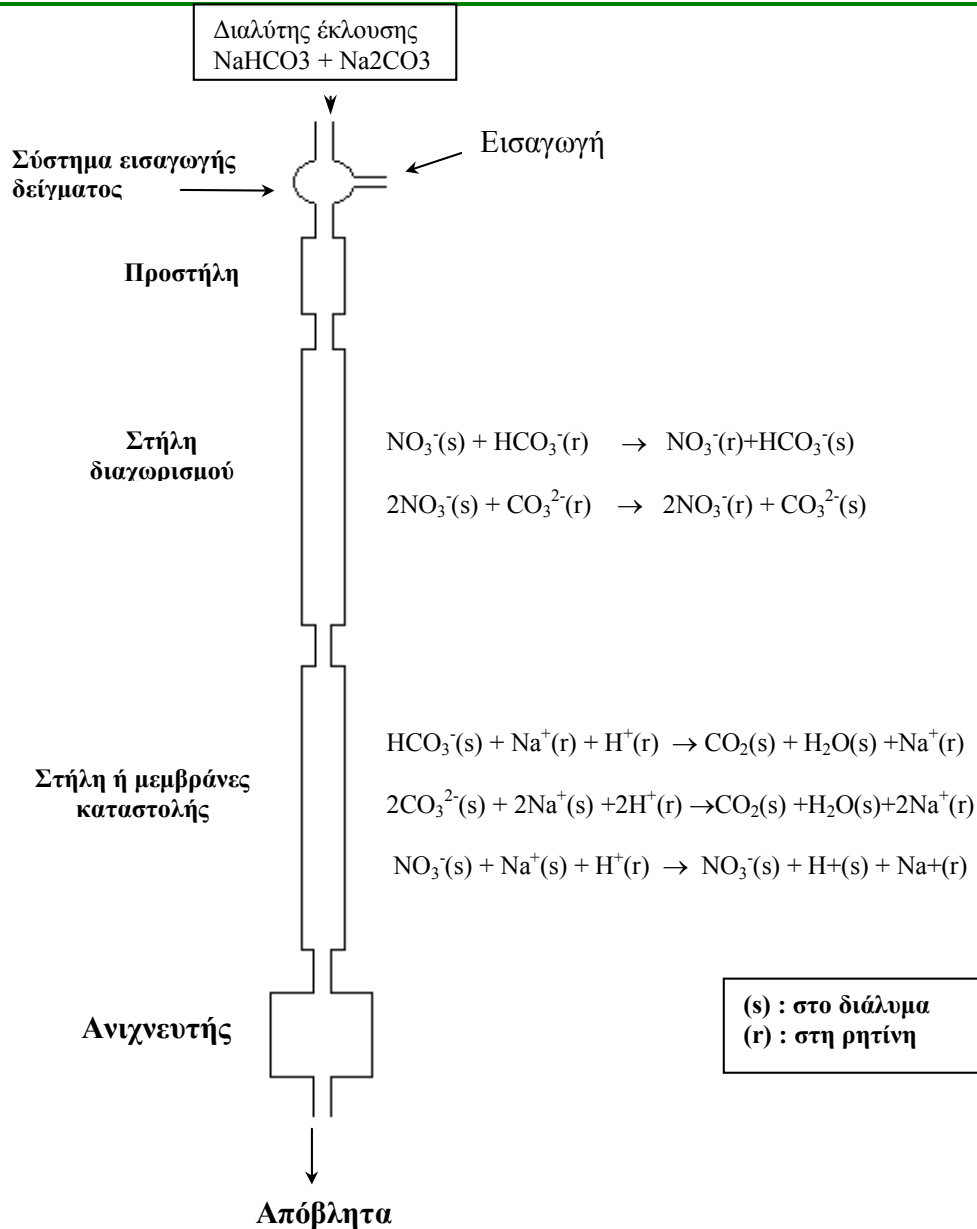 Διαλύτης έκλουσης
NaHCO3 + Na2CO3
Εισαγωγή
Σύστημα εισαγωγής
δείγματος
Προστήλη
Στήλη
διαχωρισμού
NO₃⁻(s) + HCO₃⁻(r) → NO₃⁻(r)+HCO₃⁻(s)
2NO₃⁻(s) + CO₃²⁻(r) → 2NO₃⁻(r) + CO₃²⁻(s)
Στήλη ή μεμβράνες
καταστολής
HCO₃⁻(s) + Na⁺(r) + H⁺(r) → CO₂(s) + H₂O(s) +Na⁺(r)
2CO₃²⁻(s) + 2Na⁺(s) +2H⁺(r) →CO₂(s) +H₂O(s)+2Na⁺(r)
NO₃⁻(s) + Na⁺(s) + H⁺(r) → NO₃⁻(s) + H+(s) + Na+(r)
Ανιχνευτής
(s) : στο διάλυμα
(r) : στη ρητίνη
Απόβλητα